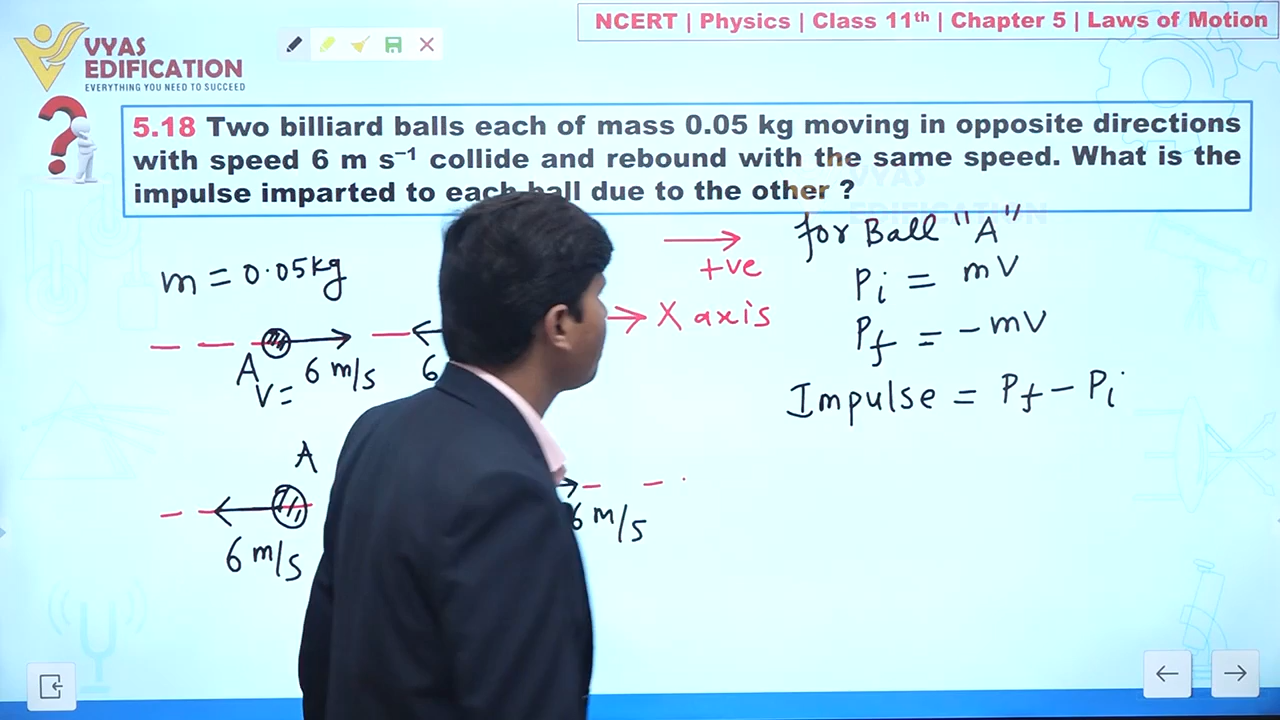 NCERT | Physics | Class 11th | Chapter 5 | Laws of Motion
VYAS
EDIFICATION
EVERYTHING YOU NEED TO SUCCEED
5.18 Two billiard balls each of mass 0.05 kg moving in opposite directions
with speed 6 m s⁻¹ collide and rebound with the same speed. What is the
impulse imparted to each ball due to the other ?
VYAS
EDIFICATION
m = 0.05kg
A
V =
6 m/s
6
+ve
X axis
A
6 m/s
6 m/s
for Ball "A"
Pi = mV
Pf = -mV
Impulse = Pf - Pi